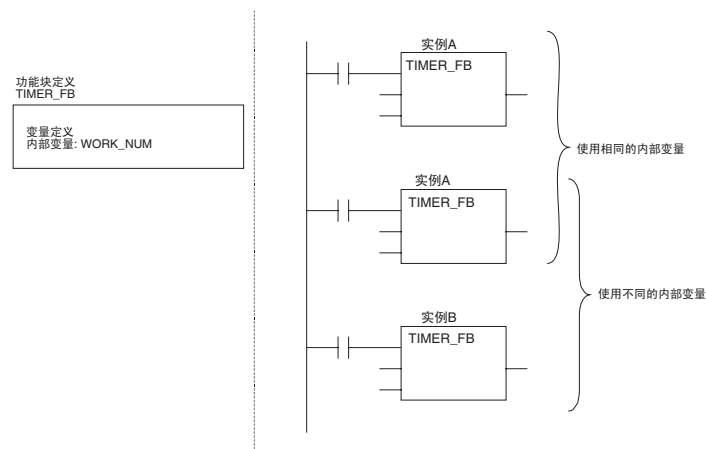 功能块定义
TIMER_FB
变量定义
内部变量: WORK_NUM
实例A
TIMER_FB
使用相同的内部变量
实例A
TIMER_FB
使用不同的内部变量
实例B
TIMER_FB